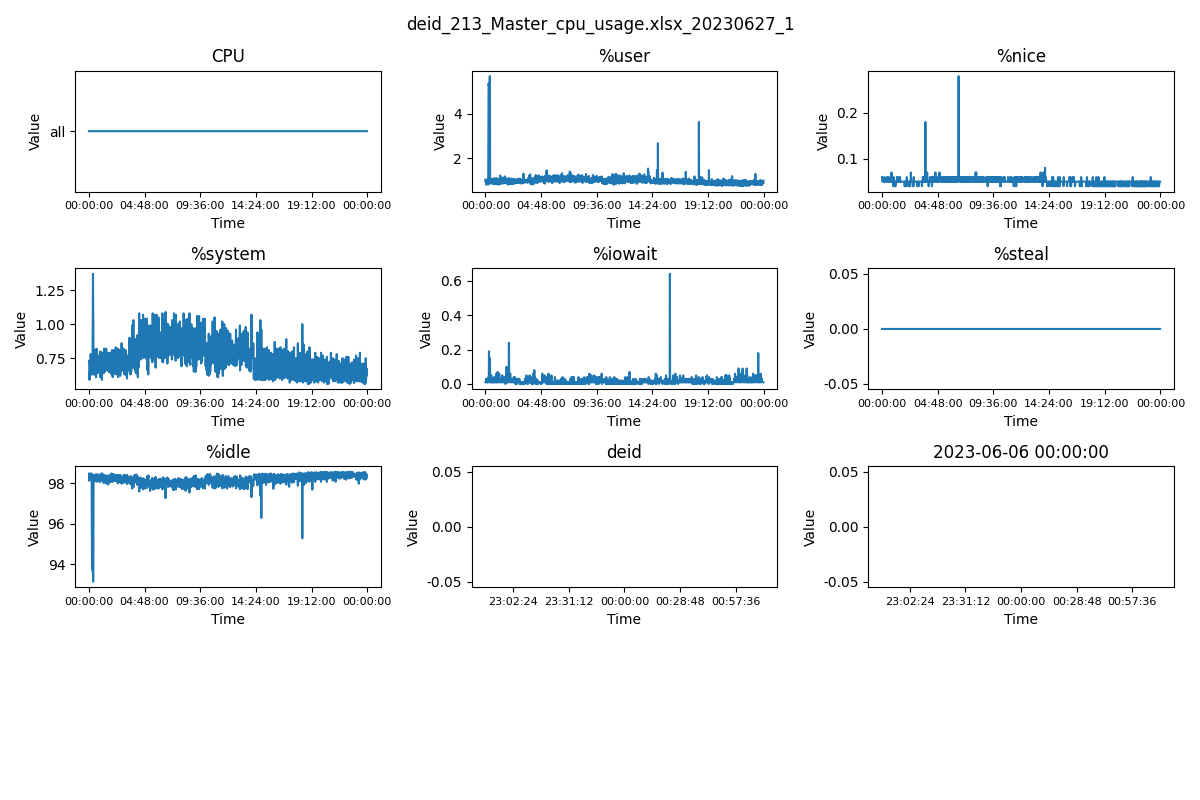 deid_213_Master_cpu_usage.xlsx_20230627_1
CPU
Value
all
00:00:00 04:48:00 09:36:00 14:24:00 19:12:00 00:00:00
Time
%user
Value
4
2
00:00:00 04:48:00 09:36:00 14:24:00 19:12:00 00:00:00
Time
%nice
Value
0.2
0.1
00:00:00 04:48:00 09:36:00 14:24:00 19:12:00 00:00:00
Time
%system
Value
1.25
1.00
0.75
00:00:00 04:48:00 09:36:00 14:24:00 19:12:00 00:00:00
Time
%iowait
Value
0.6
0.4
0.2
0.0
00:00:00 04:48:00 09:36:00 14:24:00 19:12:00 00:00:00
Time
%steal
Value
0.05
0.00
-0.05
00:00:00 04:48:00 09:36:00 14:24:00 19:12:00 00:00:00
Time
%idle
Value
98
96
94
00:00:00 04:48:00 09:36:00 14:24:00 19:12:00 00:00:00
Time
deid
Value
0.05
0.00
-0.05
23:02:24 23:31:12 00:00:00 00:28:48 00:57:36
Time
2023-06-06 00:00:00
Value
0.05
0.00
-0.05
23:02:24 23:31:12 00:00:00 00:28:48 00:57:36
Time